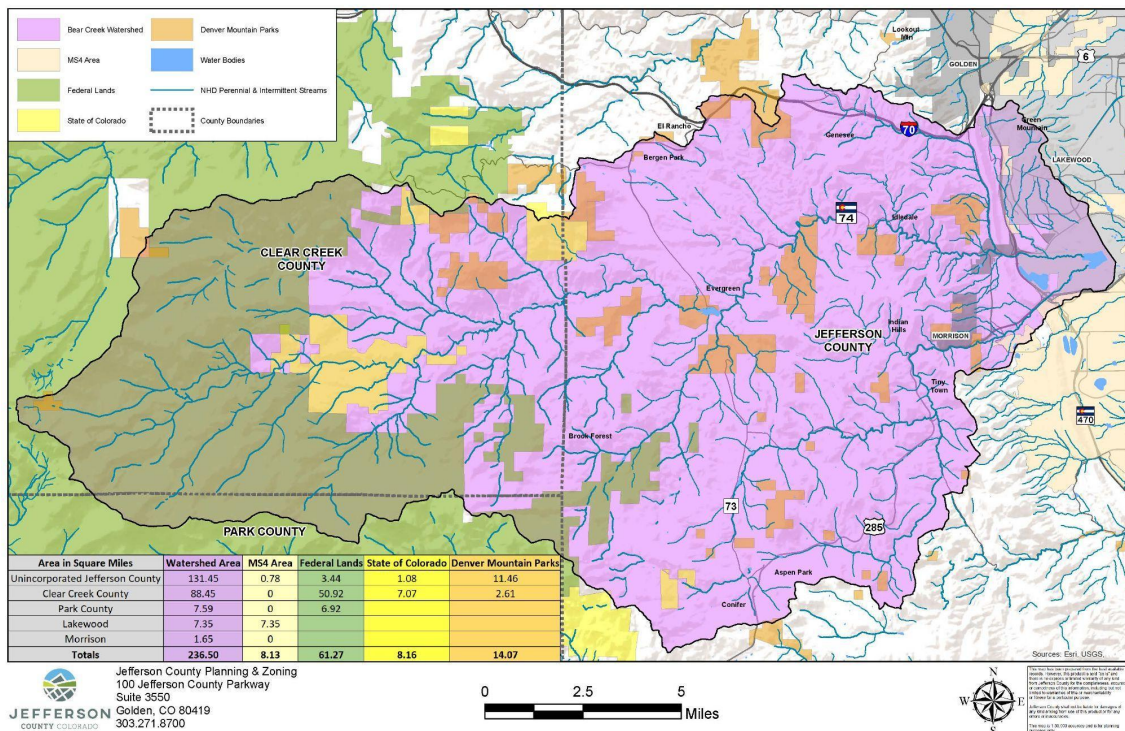 Bear Creek Watershed
Denver Mountain Parks
MS4 Area
Water Bodies
Federal Lands
NHD Perennial & Intermittent Streams
State of Colorado
County Boundaries
Lookout Mtn
GOLDEN
6
El Rancho
Genesee
70
Green Mountain
Bergen Park
LAKEWOOD
74
Idledale
CLEAR CREEK COUNTY
Evergreen
Indian Hills
JEFFERSON COUNTY
MORRISON
Tiny Town
470
Brook Forest
73
285
PARK COUNTY
Aspen Park
Conifer
Area in Square Miles Watershed Area MS4 Area Federal Lands State of Colorado Denver Mountain Parks
Unincorporated Jefferson County 131.45 0.78 3.44 1.08 11.46
Clear Creek County 88.45 0 50.92 7.07 2.61
Park County 7.59 0 6.92
Lakewood 7.35 7.35
Morrison 1.65 0
Totals 236.50 8.13 61.27 8.16 14.07
Sources: Esri, USGS,
JEFFERSON
COUNTY COLORADO
Jefferson County Planning & Zoning
100 Jefferson County Parkway
Suite 3550
Golden, CO 80419
303.271.8700
0 2.5 5
Miles
N
W E
S